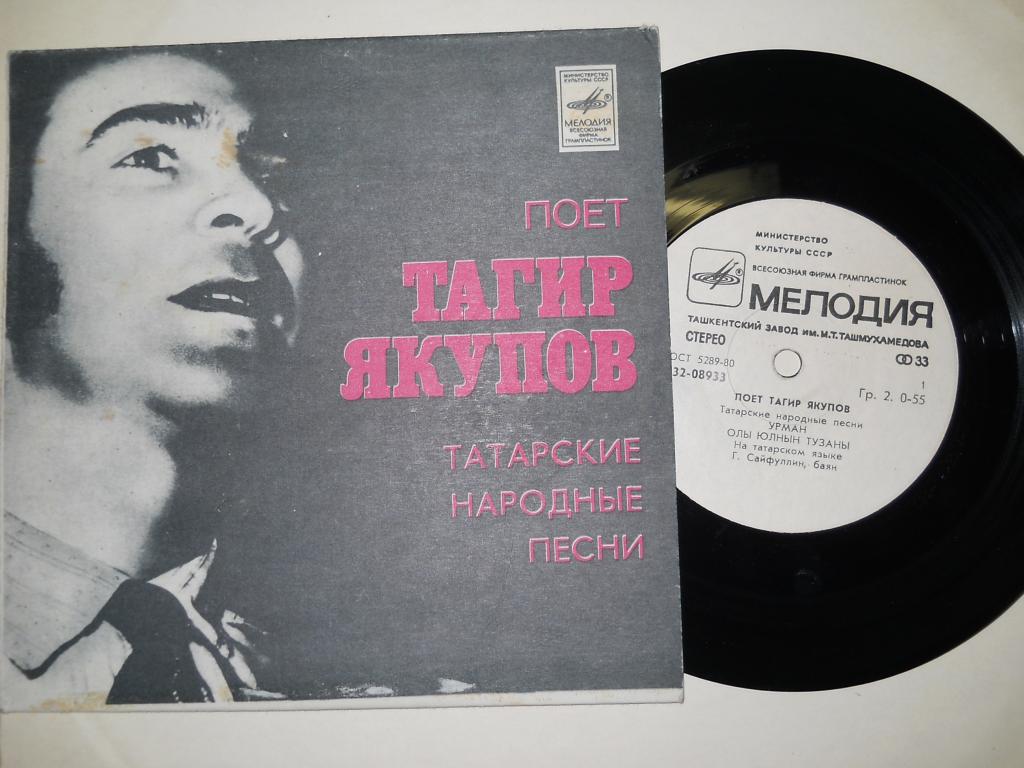 МИНИСТЕРСТВО
КУЛЬТУРЫ СССР
МЕЛОДИЯ
ВСЕСОЮЗНАЯ
ФИРМА
ГРАМПЛАСТИНОК
ПОЕТ
ТАГИР
ЯКУПОВ
ТАТАРСКИЕ
НАРОДНЫЕ
ПЕСНИ
МИНИСТЕРСТВО
КУЛЬТУРЫ СССР
ВСЕСОЮЗНАЯ ФИРМА ГРАМПЛАСТИНОК
МЕЛОДИЯ
ТАШКЕНТСКИЙ ЗАВОД ИМ. М.Т. ТАШМУХАМЕДОВА
СТЕРЕО
33
ОСТ 5289-80
32-08933
1
Гр. 2. 0-55
ПОЕТ ТАГИР ЯКУПОВ
Татарские народные песни
УРМАН
ОЛЫ ЮЛНЫН ТУЗАНЫ
На татарском языке
Г. Сайфуллин, баян